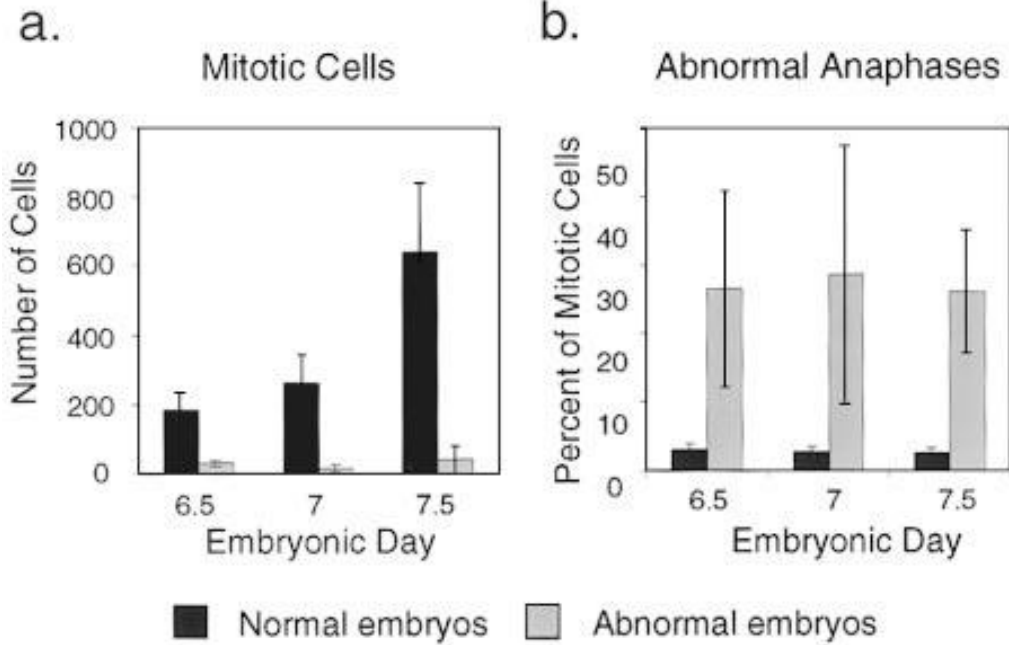 a.
Mitotic Cells
Number of Cells
1000
800
600
400
200
0
6.5 7 7.5
Embryonic Day
b.
Abnormal Anaphases
Percent of Mitotic Cells
50
40
30
20
10
0
6.5 7 7.5
Embryonic Day
Normal embryos
Abnormal embryos